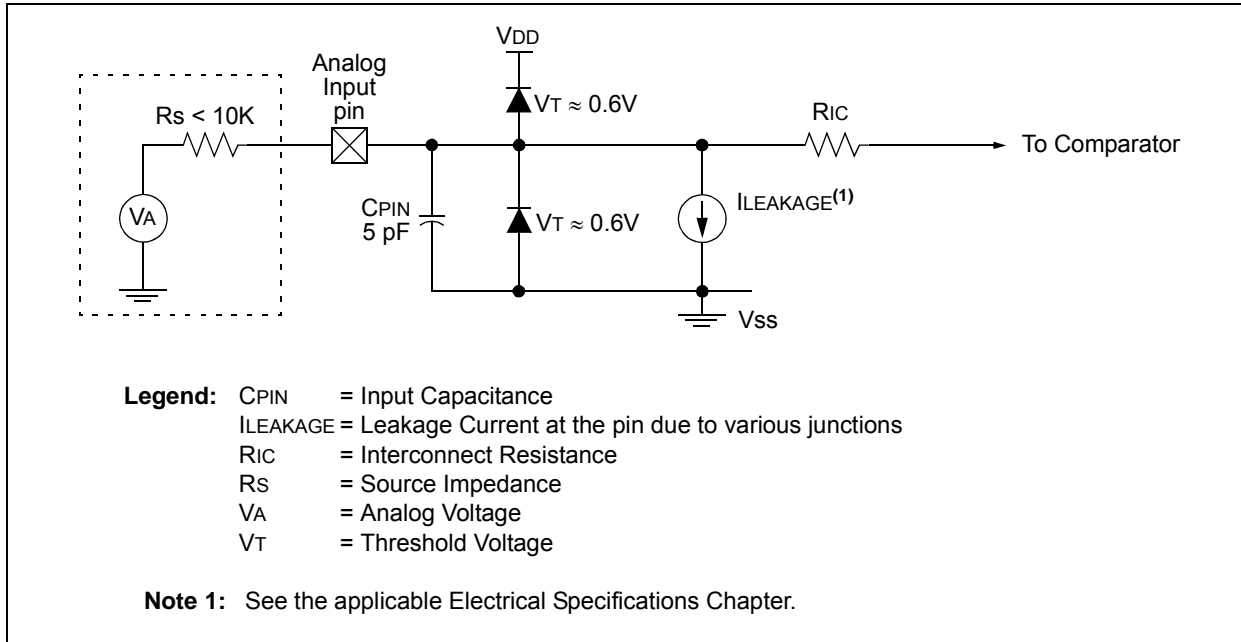 VDD
Analog
Input
pin
Rs < 10K
VT ≈ 0.6V
RIC
To Comparator
VA
CPIN
5 pF
VT ≈ 0.6V
ILEAKAGE(1)
Vss
Legend: CPIN = Input Capacitance
ILEAKAGE = Leakage Current at the pin due to various junctions
RIC = Interconnect Resistance
RS = Source Impedance
VA = Analog Voltage
VT = Threshold Voltage
Note 1: See the applicable Electrical Specifications Chapter.